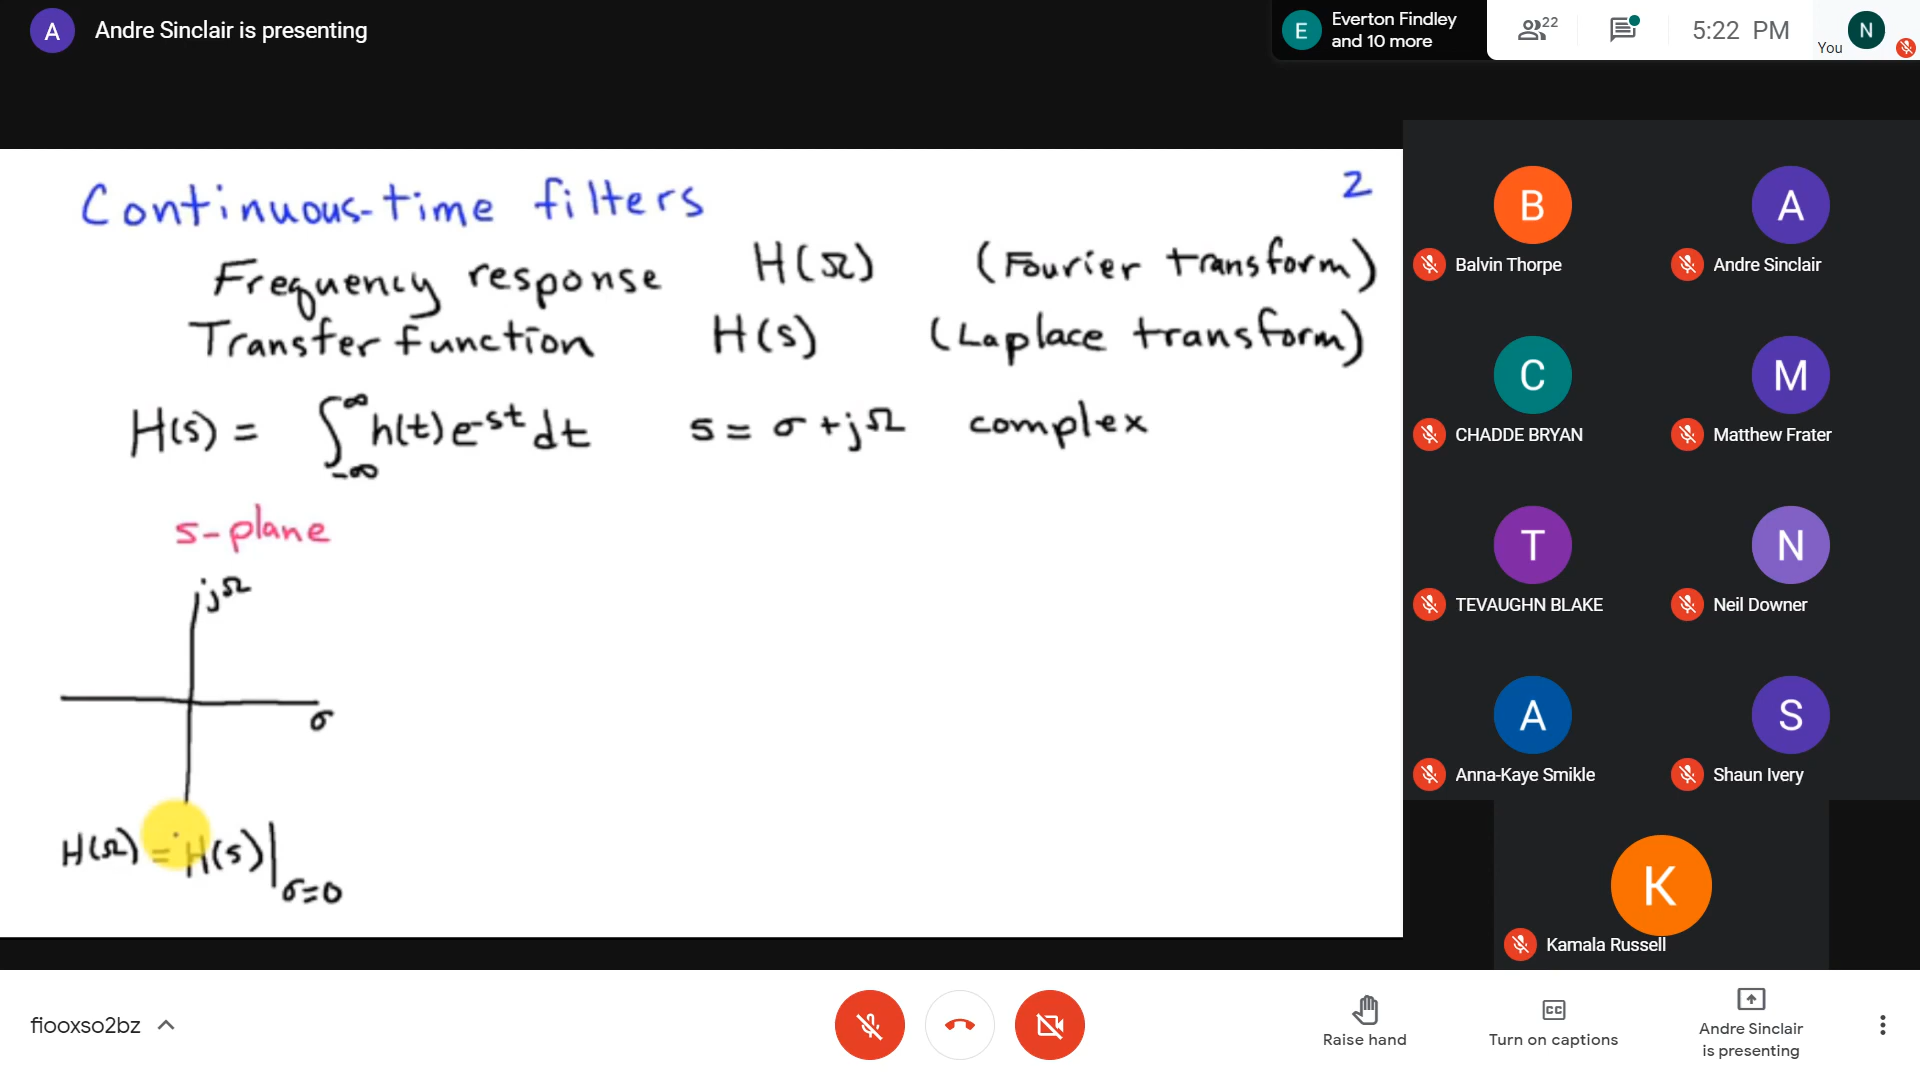 A Andre Sinclair is presenting
E Everton Findley
and 10 more
22
5:22 PM
You
N
Continuous-time filters 2
Frequency response H(Ω) (Fourier transform)
Transfer function H(s) (Laplace transform)
H(s) = ∫_{-∞}^{∞} h(t) e^{-st} dt s = σ + jΩ complex
s-plane
jΩ
σ
H(Ω) = H(s)|_{σ=0}
B
Balvin Thorpe
A
Andre Sinclair
C
CHADDE BRYAN
M
Matthew Frater
T
TEVAUGHN BLAKE
N
Neil Downer
A
Anna-Kaye Smikle
S
Shaun Ivery
K
Kamala Russell
fiooxso2bz
Raise hand
CC
Turn on captions
Andre Sinclair
is presenting